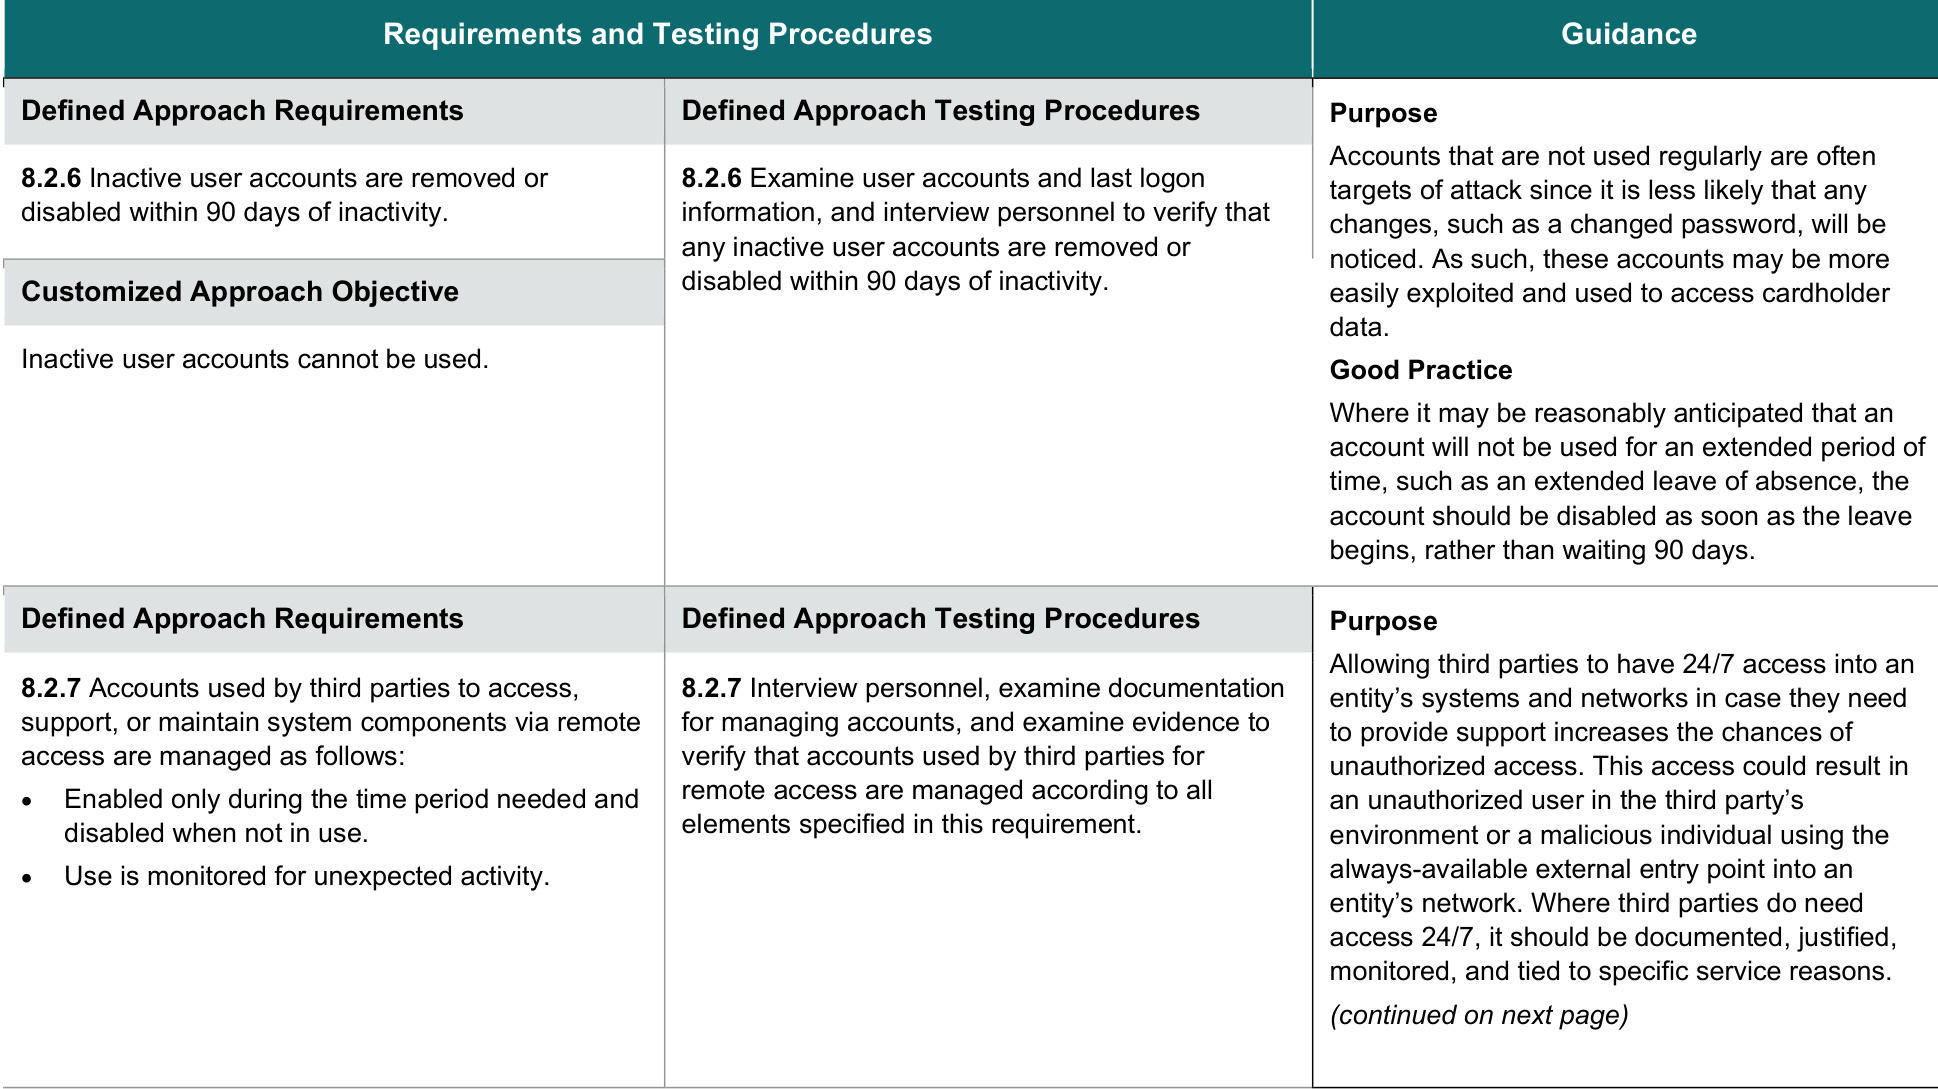 Requirements and Testing Procedures
Guidance
Defined Approach Requirements
8.2.6 Inactive user accounts are removed or
disabled within 90 days of inactivity.
Customized Approach Objective
Inactive user accounts cannot be used.
Defined Approach Testing Procedures
8.2.6 Examine user accounts and last logon
information, and interview personnel to verify that
any inactive user accounts are removed or
disabled within 90 days of inactivity.
Purpose
Accounts that are not used regularly are often
targets of attack since it is less likely that any
changes, such as a changed password, will be
noticed. As such, these accounts may be more
easily exploited and used to access cardholder
data.
Good Practice
Where it may be reasonably anticipated that an
account will not be used for an extended period of
time, such as an extended leave of absence, the
account should be disabled as soon as the leave
begins, rather than waiting 90 days.
Defined Approach Requirements
8.2.7 Accounts used by third parties to access,
support, or maintain system components via remote
access are managed as follows:
• Enabled only during the time period needed and
disabled when not in use.
• Use is monitored for unexpected activity.
Defined Approach Testing Procedures
8.2.7 Interview personnel, examine documentation
for managing accounts, and examine evidence to
verify that accounts used by third parties for
remote access are managed according to all
elements specified in this requirement.
Purpose
Allowing third parties to have 24/7 access into an
entity’s systems and networks in case they need
to provide support increases the chances of
unauthorized access. This access could result in
an unauthorized user in the third party’s
environment or a malicious individual using the
always-available external entry point into an
entity’s network. Where third parties do need
access 24/7, it should be documented, justified,
monitored, and tied to specific service reasons.
(continued on next page)